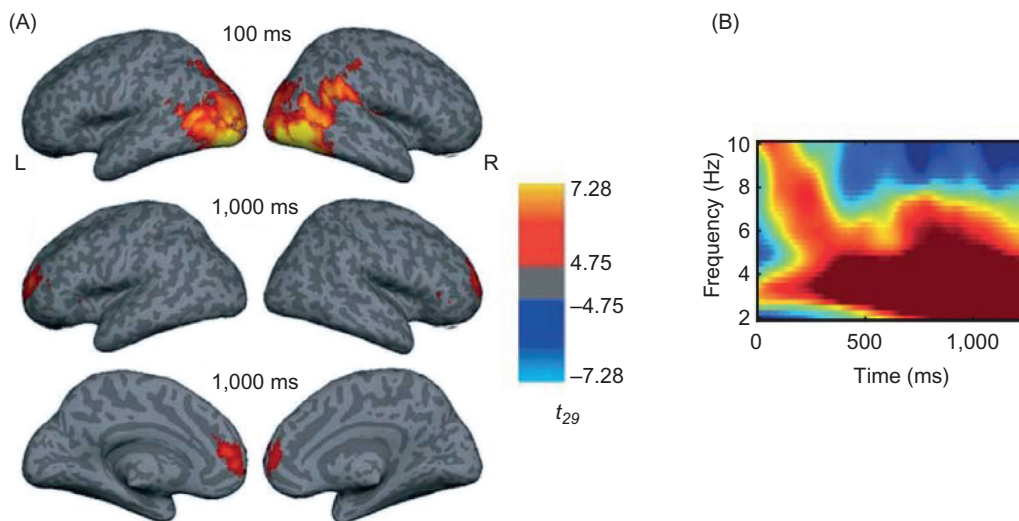 (A)
100 ms
L
R
1,000 ms
1,000 ms
7.28
4.75
–4.75
–7.28
t29
(B)
10
8
6
4
2
Frequency (Hz)
0
500
1,000
Time (ms)